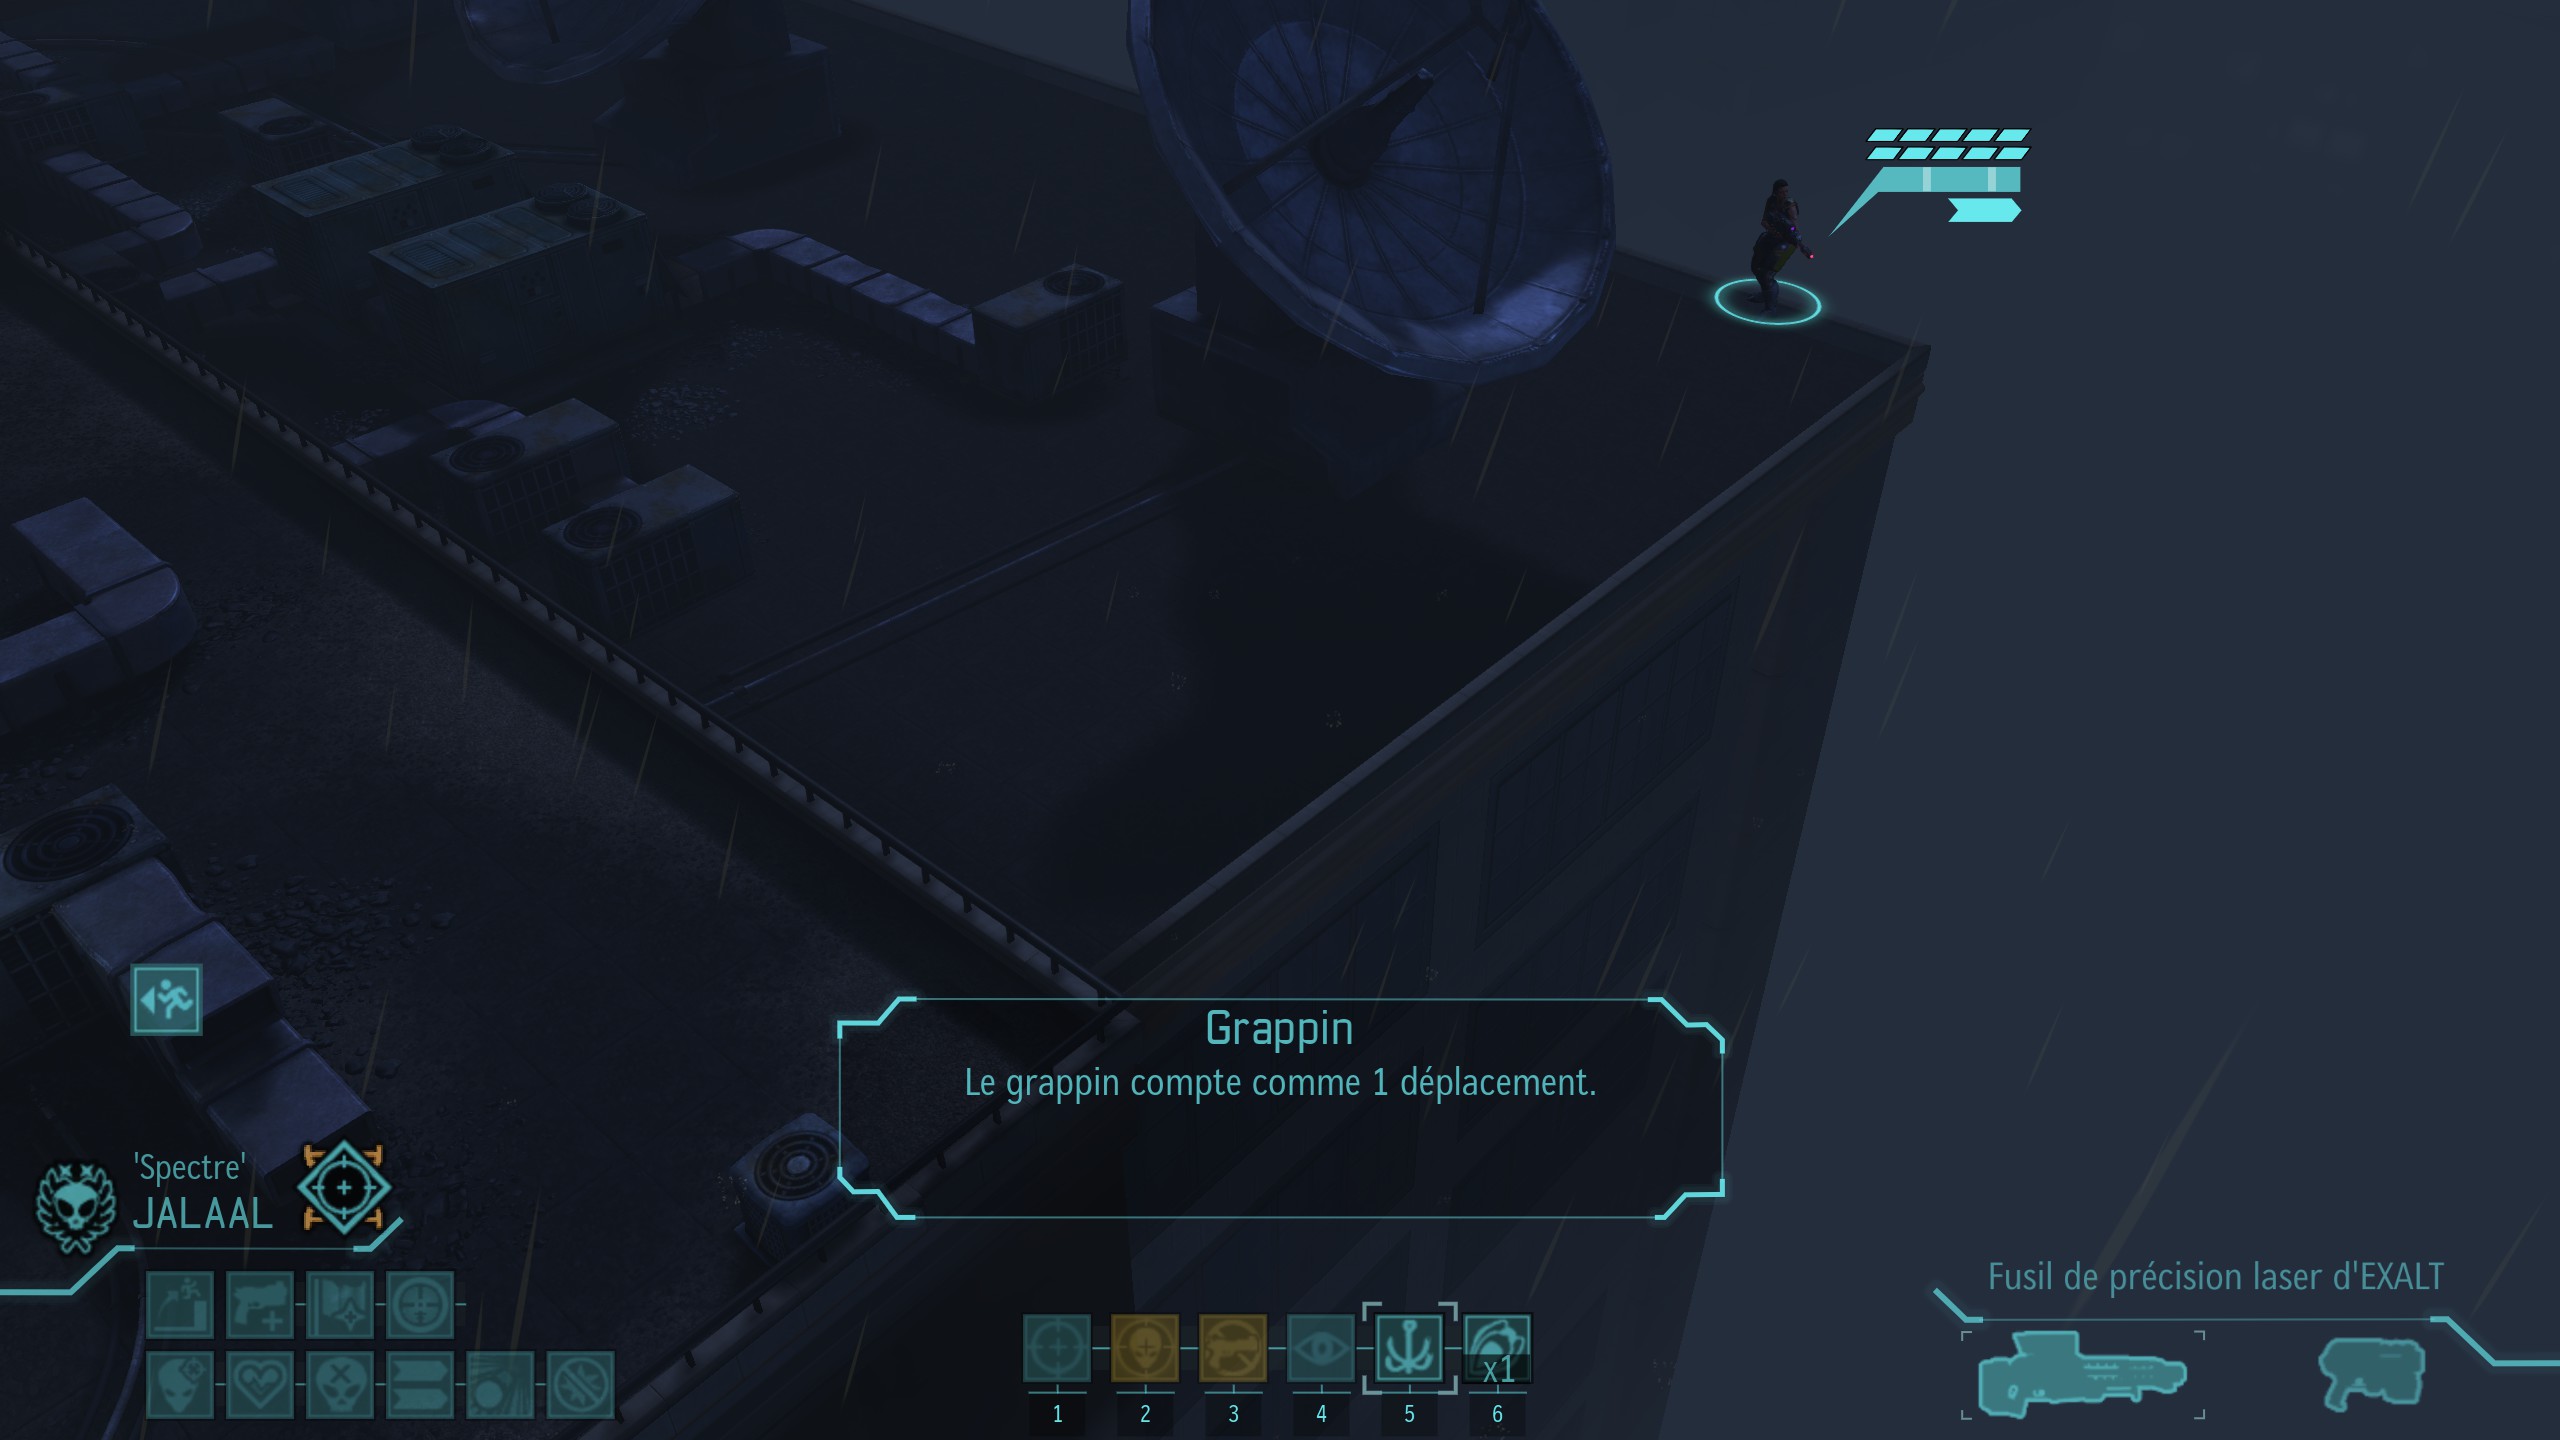 Grappin
Le grappin compte comme 1 déplacement.
'Spectre'
JALAAL
Fusil de précision laser d'EXALT
x1
1 2 3 4 5 6